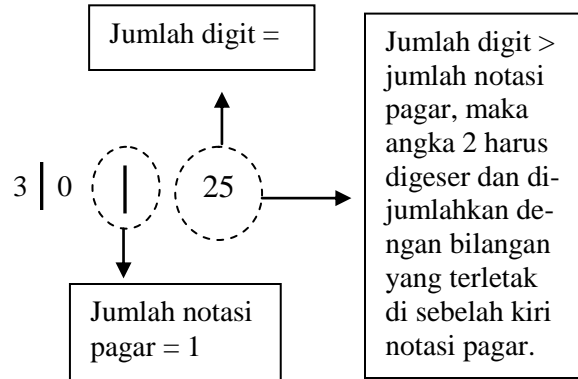 Jumlah digit =
Jumlah digit >
jumlah notasi
pagar, maka
angka 2 harus
digeser dan di-
jumlahkan de-
ngan bilangan
yang terletak
di sebelah kiri
notasi pagar.
3 | 0 | 25
Jumlah notasi
pagar = 1